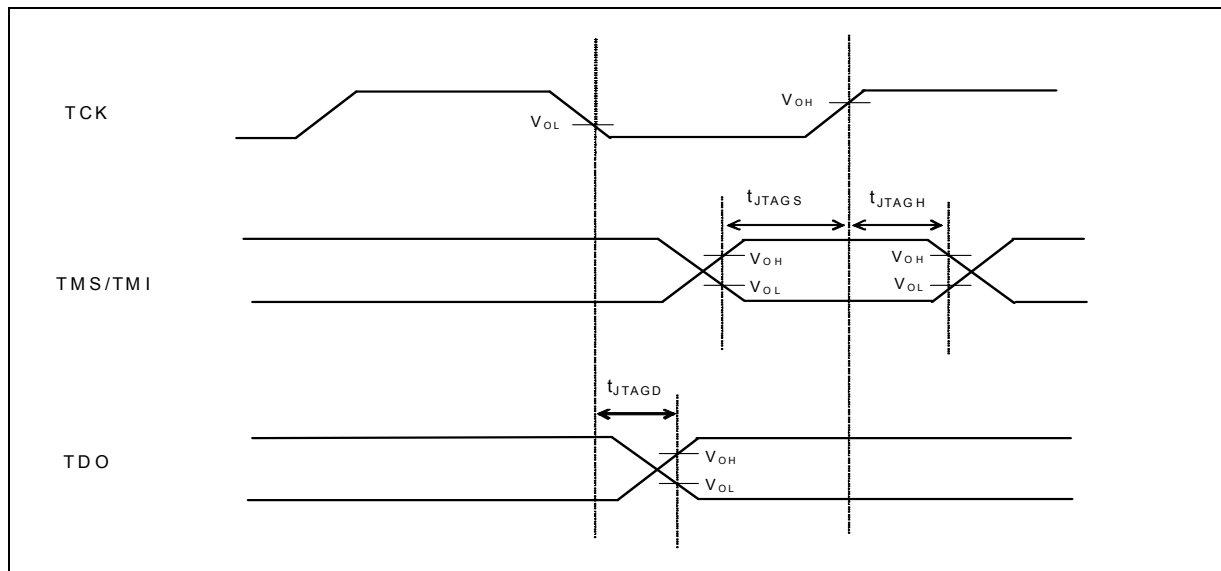 TCK
VOL
VOH
tJTAGS
tJTAGH
TMS/TMI
VOH
VOL
VOH
VOL
tJTAGD
TDO
VOH
VOL